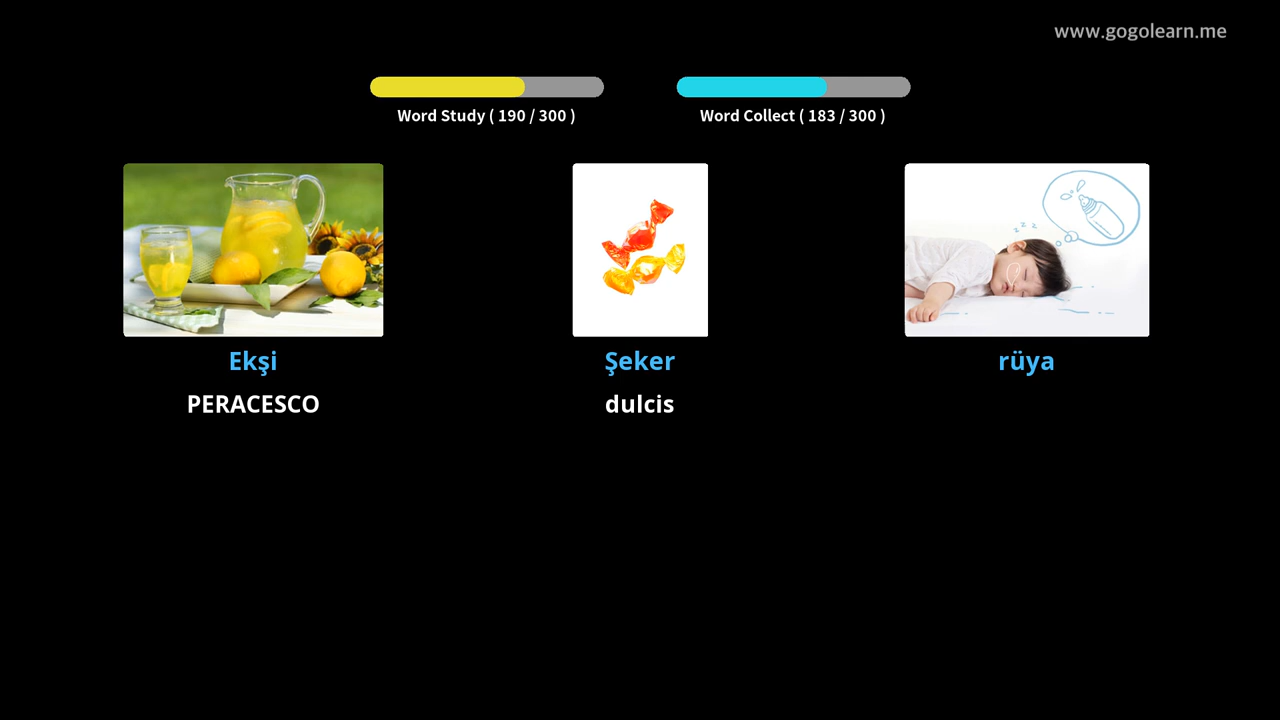 www.gogolearn.me
Word Study ( 190 / 300 )
Word Collect ( 183 / 300 )
z z z
Ekşi
Şeker
rüya
PERACESCO
dulcis